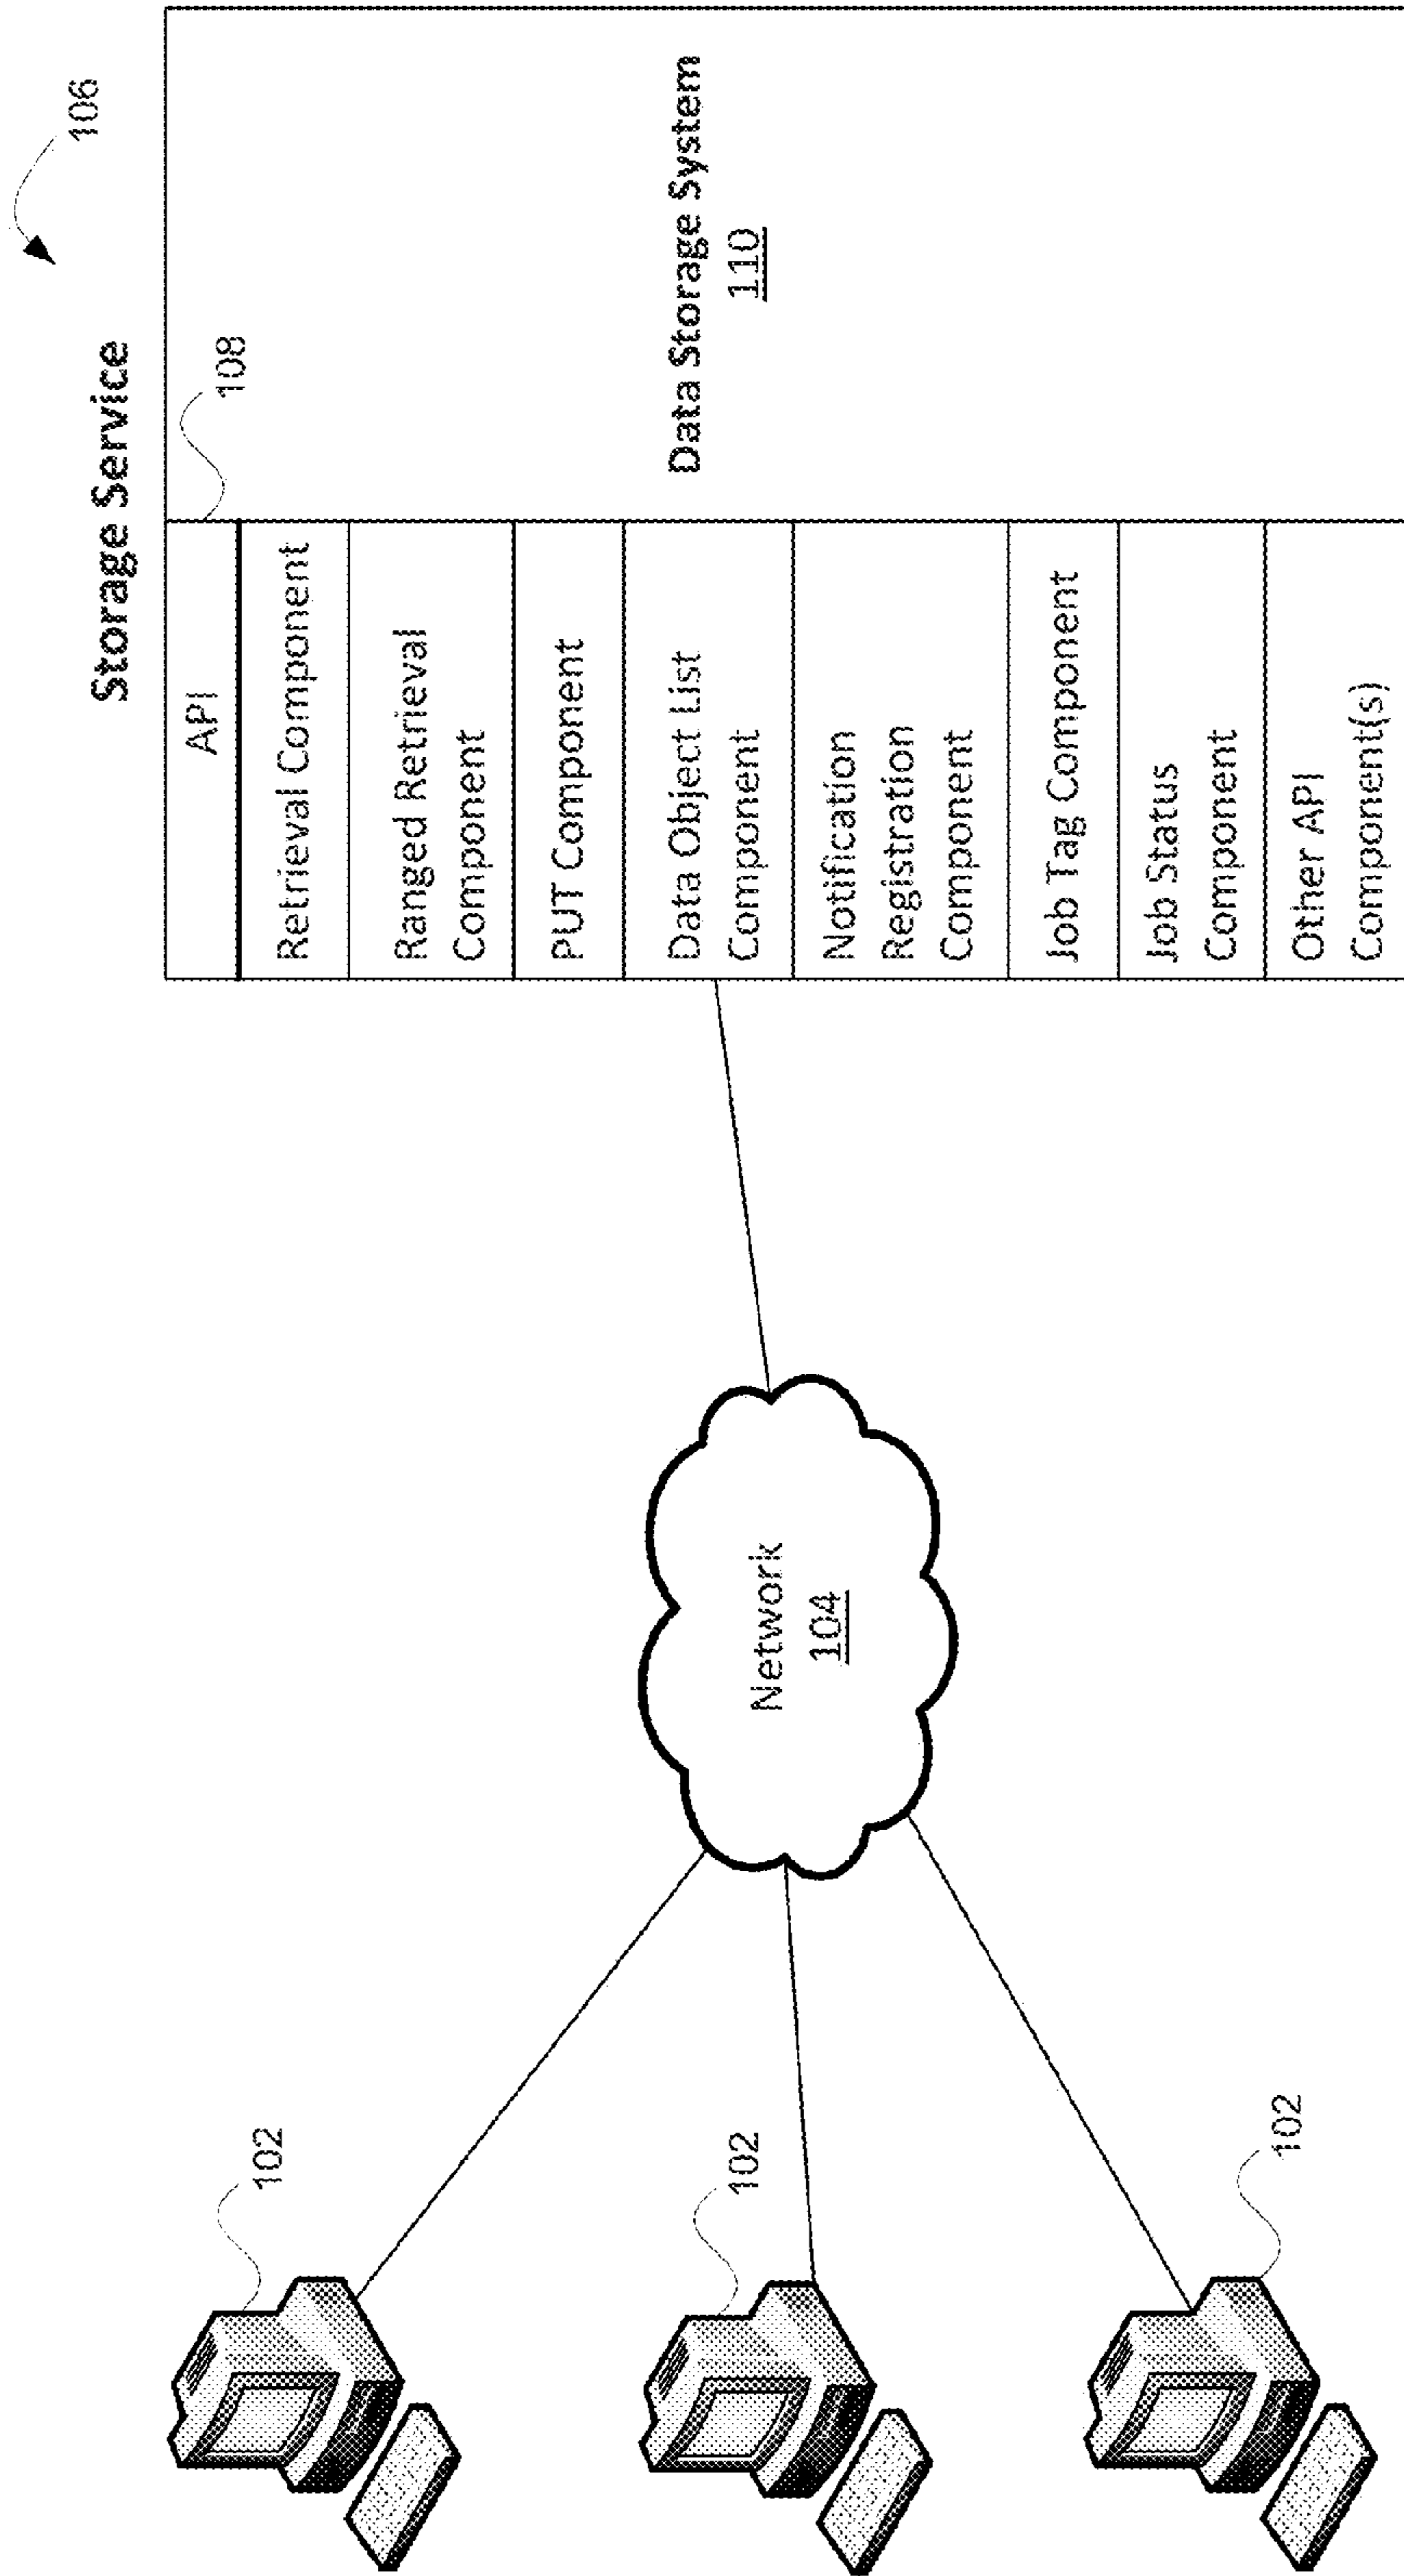 106
Storage Service
108
API
Retrieval Component
Ranged Retrieval
Component
PUT Component
Data Object List
Component
Notification
Registration
Component
Job Tag Component
Job Status
Component
Other API
Component(s)
Data Storage System
110
Network
104
102
102
102